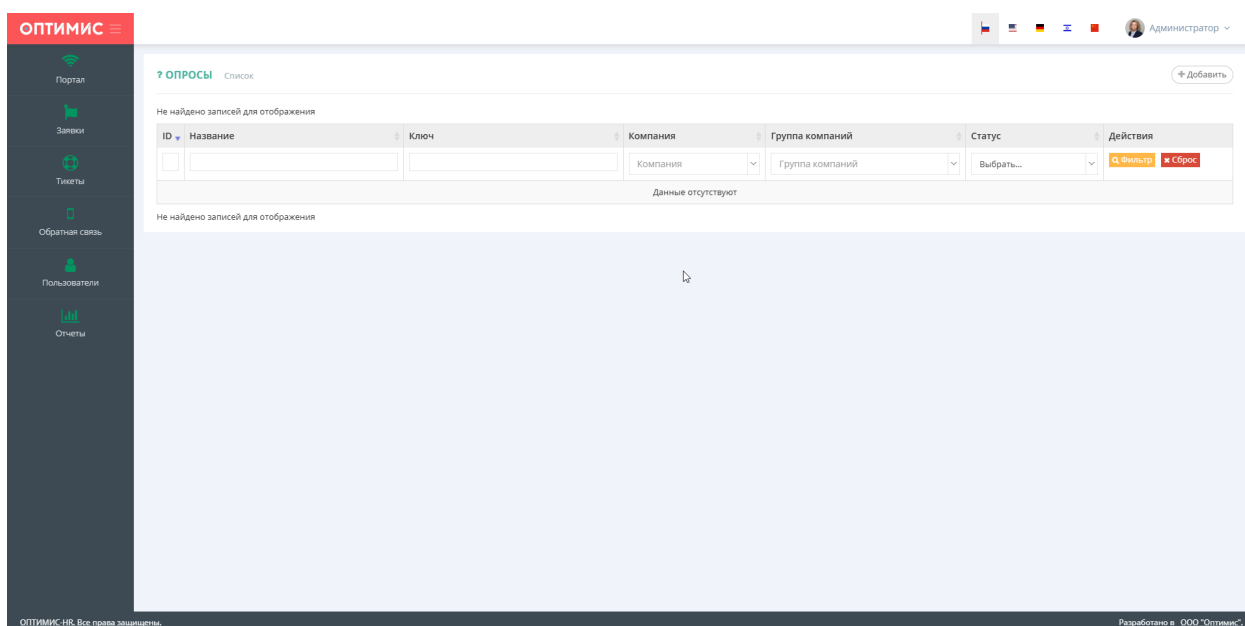 ОПТИМИС
Администратор
Портал
Заявки
Тикеты
Обратная связь
Пользователи
Отчеты
? ОПРОСЫ Список
+ Добавить
Не найдено записей для отображения
ID Название Ключ Компания Группа компаний Статус Действия
Компания Группа компаний Выбрать... Фильтр × Сброс
Данные отсутствуют
Не найдено записей для отображения
ОПТИМИС-HR. Все права защищены. Разработано в ООО "Оптимис".